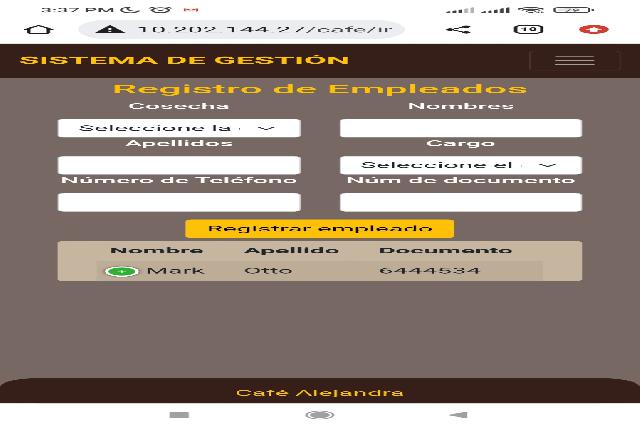 3:37 PM
10.202.144.27/cafe/ir
10
79
SISTEMA DE GESTIÓN
Registro de Empleados
Cosecha Nombres
Seleccione la
Apellidos Cargo
Seleccione el
Número de Teléfono Núm de documento
Registrar empleado
Nombre Apellido Documento
Mark Otto 6444534
Café Alejandra